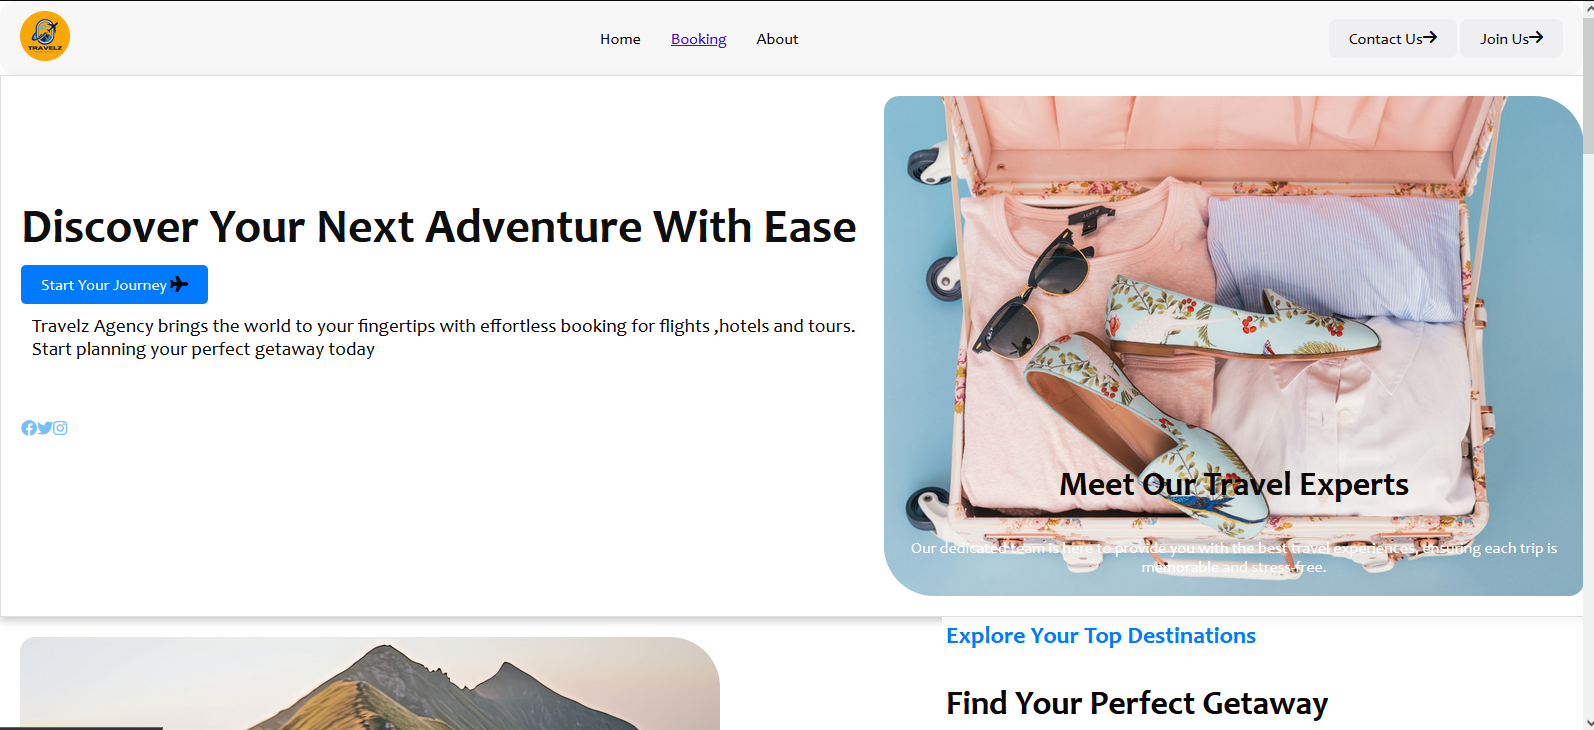 TRAVELZ
Home
Booking
About
Contact Us
Join Us
Discover Your Next Adventure With Ease
Start Your Journey
Travelz Agency brings the world to your fingertips with effortless booking for flights ,hotels and tours.
Start planning your perfect getaway today
Meet Our Travel Experts
Our dedicated team is here to provide you with the best travel experiences, ensuring each trip is
memorable and stress-free.
Explore Your Top Destinations
Find Your Perfect Getaway